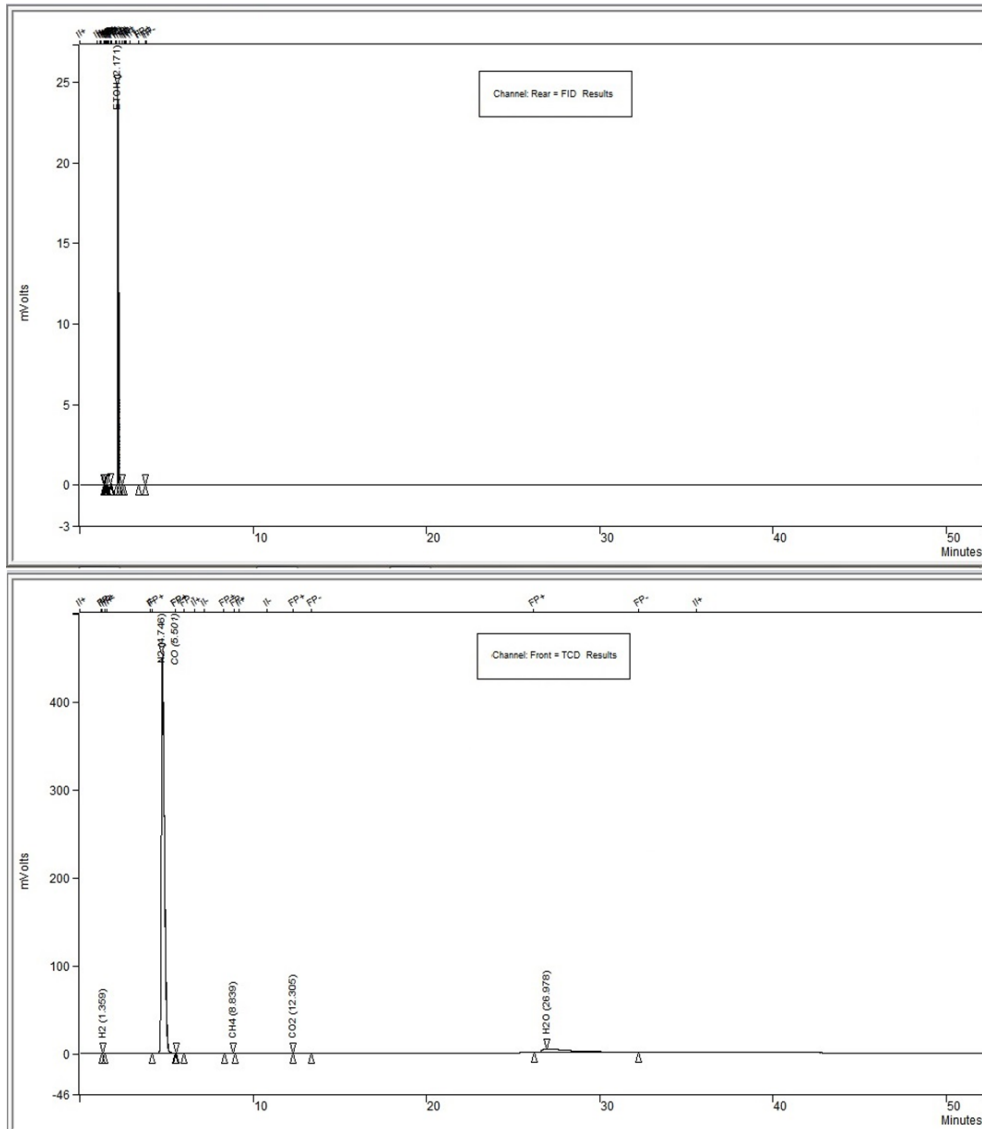 ETOH (2.171)
25
Channel: Rear = FID Results
20
15
mVolts
10
5
0
-3
10
20
30
40
50
Minutes
FP+
FP+
FP-
FP+
FP-
II+
N2 (4.746)
CO (5.501)
Channel: Front = TCD Results
400
300
mVolts
200
100
H2 (1.359)
CH4 (8.839)
CO2 (12.305)
H2O (26.978)
0
-46
10
20
30
40
50
Minutes